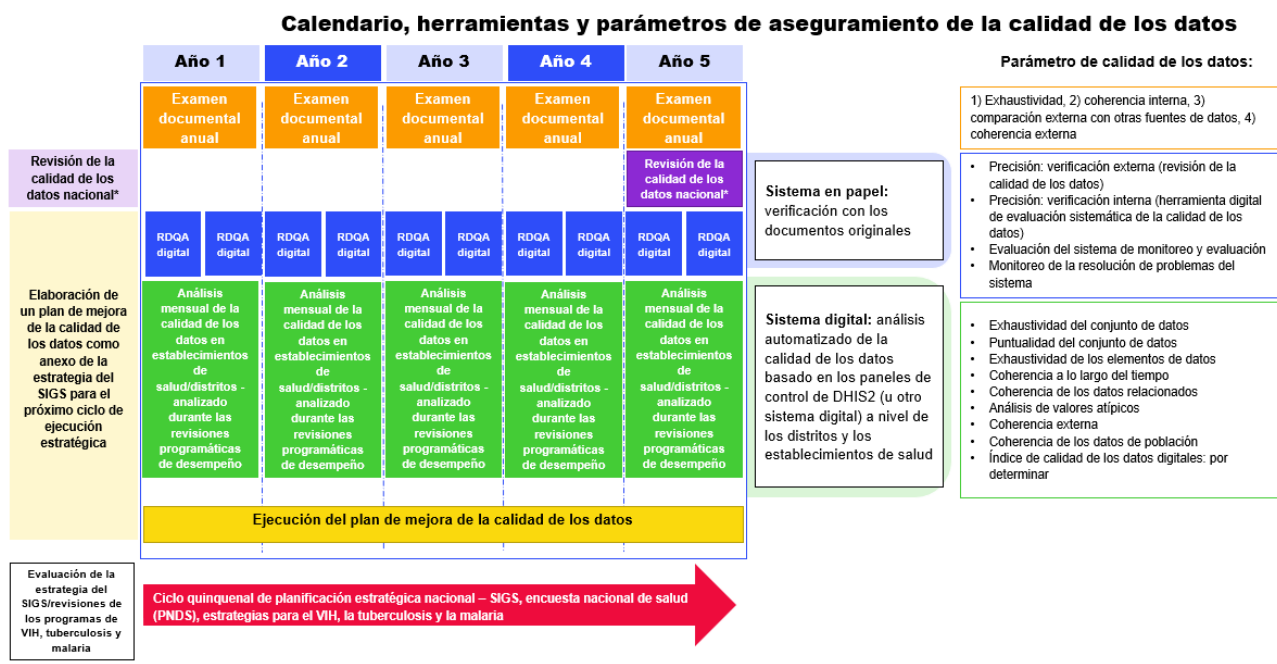 Calendario, herramientas y parámetros de aseguramiento de la calidad de los datos
Año 1
Año 2
Año 3
Año 4
Año 5
Parámetro de calidad de los datos:
Examen
documental
anual
Examen
documental
anual
Examen
documental
anual
Examen
documental
anual
Examen
documental
anual
1) Exhaustividad, 2) coherencia interna, 3)
comparación externa con otras fuentes de datos, 4)
coherencia externa
Revisión de la
calidad de los
datos nacional*
Revisión de la
calidad de los
datos nacional*
Sistema en papel:
verificación con los
documentos originales
• Precisión: verificación externa (revisión de la
calidad de los datos)
• Precisión: verificación interna (herramienta digital
de evaluación sistemática de la calidad de los
datos)
• Evaluación del sistema de monitoreo y evaluación
• Monitoreo de la resolución de problemas del
sistema
RDQA
digital
RDQA
digital
RDQA
digital
RDQA
digital
RDQA
digital
RDQA
digital
RDQA
digital
RDQA
digital
RDQA
digital
RDQA
digital
Elaboración de
un plan de mejora
de la calidad de
los datos como
anexo de la
estrategia del
SIGS para el
próximo ciclo de
ejecución
estratégica
Análisis
mensual de la
calidad de los
datos en
establecimientos
de
salud/distritos -
analizado
durante las
revisiones
programáticas
de desempeño
Análisis
mensual de la
calidad de los
datos en
establecimientos
de
salud/distritos -
analizado
durante las
revisiones
programáticas
de desempeño
Análisis
mensual de la
calidad de los
datos en
establecimientos
de
salud/distritos -
analizado
durante las
revisiones
programáticas
de desempeño
Análisis
mensual de la
calidad de los
datos en
establecimientos
de
salud/distritos -
analizado
durante las
revisiones
programáticas
de desempeño
Análisis
mensual de la
calidad de los
datos en
establecimientos
de
salud/distritos -
analizado
durante las
revisiones
programáticas
de desempeño
Sistema digital: análisis
automatizado de la
calidad de los datos
basado en los paneles de
control de DHIS2 (u otro
sistema digital) a nivel de
los distritos y los
establecimientos de salud
• Exhaustividad del conjunto de datos
• Puntualidad del conjunto de datos
• Exhaustividad de los elementos de datos
• Coherencia a lo largo del tiempo
• Coherencia de los datos relacionados
• Análisis de valores atípicos
• Coherencia externa
• Coherencia de los datos de población
• Índice de calidad de los datos digitales: por
determinar
Ejecución del plan de mejora de la calidad de los datos
Evaluación de la
estrategia del
SIGS/revisiones de
los programas de
VIH, tuberculosis y
malaria
Ciclo quinquenal de planificación estratégica nacional – SIGS, encuesta nacional de salud
(PNDS), estrategias para el VIH, la tuberculosis y la malaria